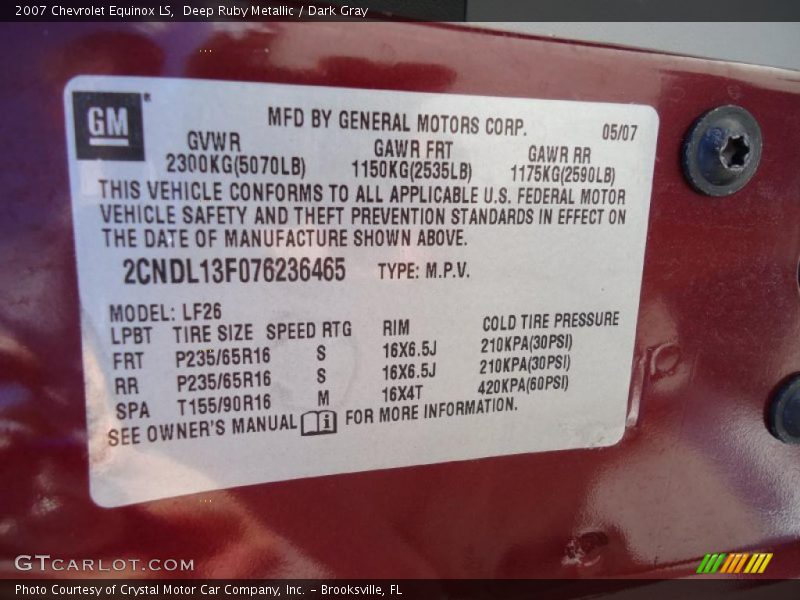 2007 Chevrolet Equinox LS,  Deep Ruby Metallic / Dark Gray
GM
MFD BY GENERAL MOTORS CORP. 05/07
GVWR GAWR FRT GAWR RR
2300KG(5070LB) 1150KG(2535LB) 1175KG(2590LB)
THIS VEHICLE CONFORMS TO ALL APPLICABLE U.S. FEDERAL MOTOR
VEHICLE SAFETY AND THEFT PREVENTION STANDARDS IN EFFECT ON
THE DATE OF MANUFACTURE SHOWN ABOVE.
2CNDL13F076236465 TYPE: M.P.V.
MODEL: LF26
LPBT TIRE SIZE SPEED RTG RIM COLD TIRE PRESSURE
FRT P235/65R16 S 16X6.5J 210KPA(30PSI)
RR P235/65R16 S 16X6.5J 210KPA(30PSI)
SPA T155/90R16 M 16X4T 420KPA(60PSI)
SEE OWNER'S MANUAL i FOR MORE INFORMATION.
GTCARLOT.COM
Photo Courtesy of Crystal Motor Car Company, Inc. – Brooksville, FL